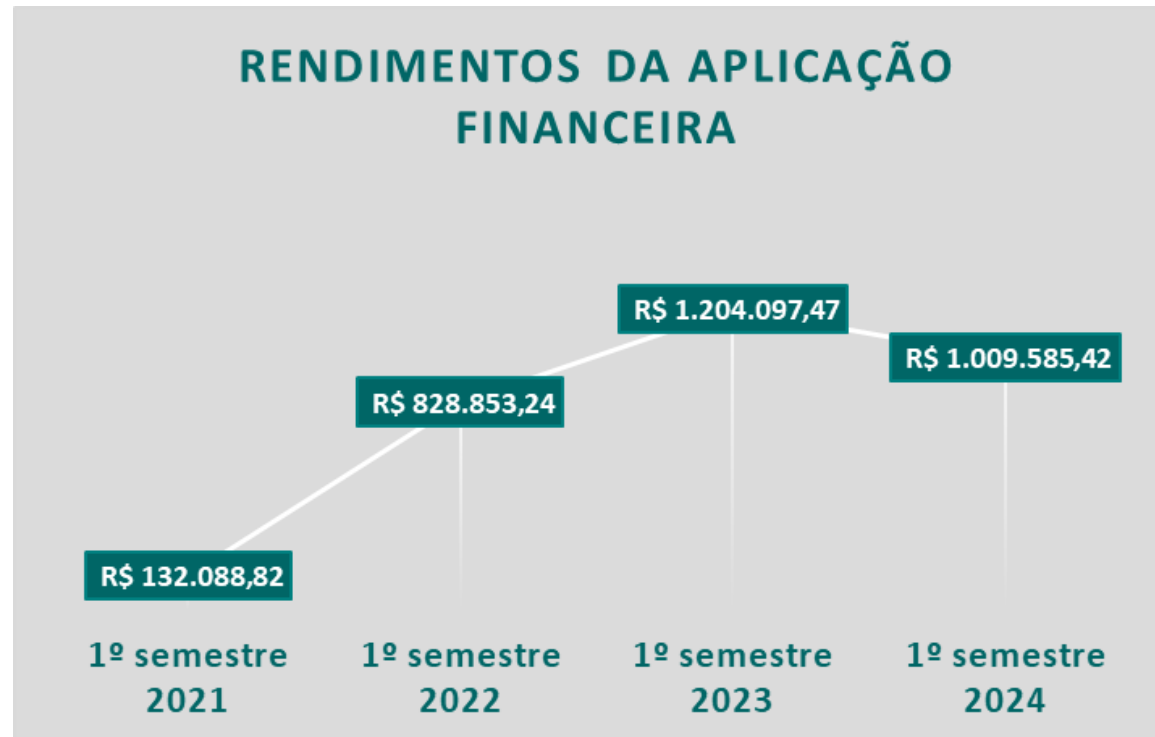 RENDIMENTOS DA APLICAÇÃO
FINANCEIRA
R$ 1.204.097,47
R$ 1.009.585,42
R$ 828.853,24
R$ 132.088,82
1º semestre 2021
1º semestre 2022
1º semestre 2023
1º semestre 2024